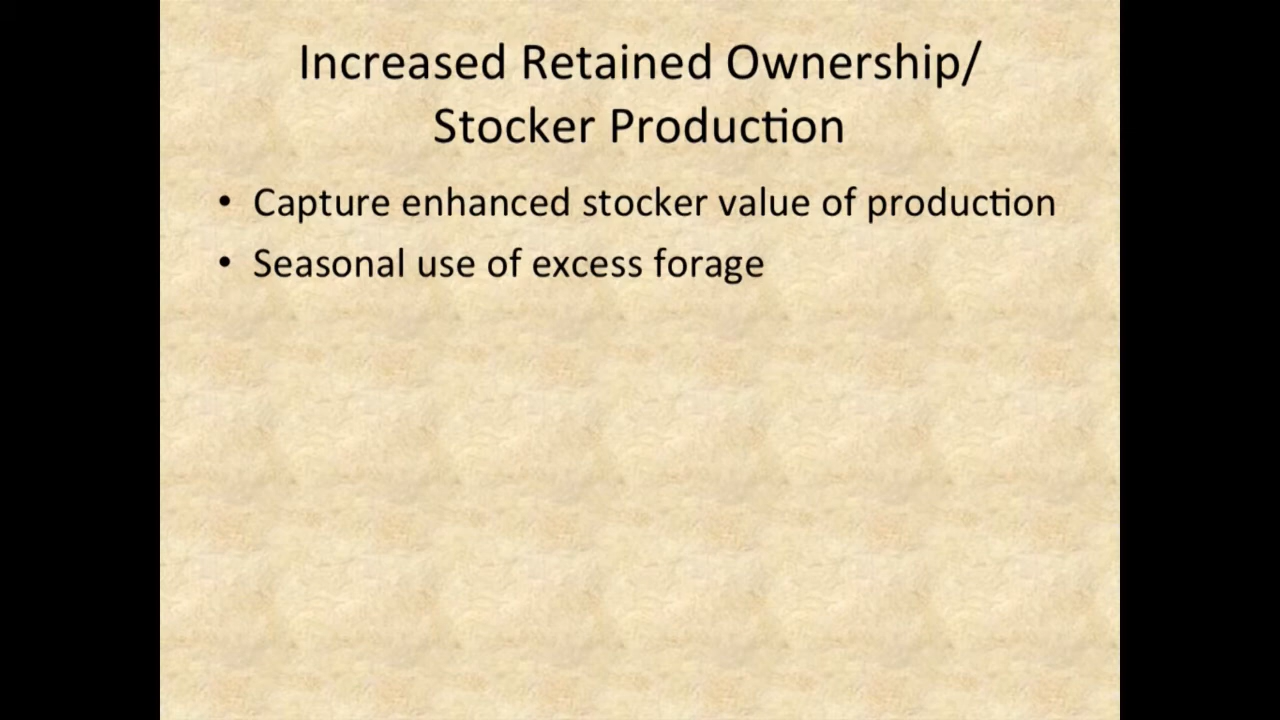 Increased Retained Ownership/
Stocker Production
• Capture enhanced stocker value of production
• Seasonal use of excess forage